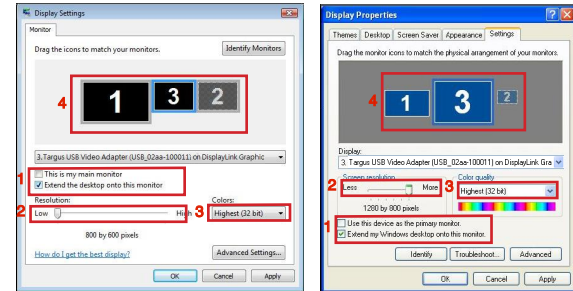 Display Settings
Monitor
Drag the icons to match your monitors.
Identify Monitors
4
1
3
2
3. Targus USB Video Adapter (USB_02aa-100011) on DisplayLink Graphic
1
This is my main monitor
Extend the desktop onto this monitor
Resolution:
Colors:
2
Low
High
3
Highest (32 bit)
800 by 600 pixels
How do I get the best display?
Advanced Settings...
OK
Cancel
Apply
Display Properties
Themes
Desktop
Screen Saver
Appearance
Settings
Drag the monitor icons to match the physical arrangement of your monitors.
4
1
3
2
Display:
3. Targus USB Video Adapter (USB_02aa-100011) on DisplayLink Gra
Screen resolution
Color quality
2
Less
More
3
Highest (32 bit)
1280 by 800 pixels
1
Use this device as the primary monitor.
Extend my Windows desktop onto this monitor.
Identify
Troubleshoot...
Advanced
OK
Cancel
Apply